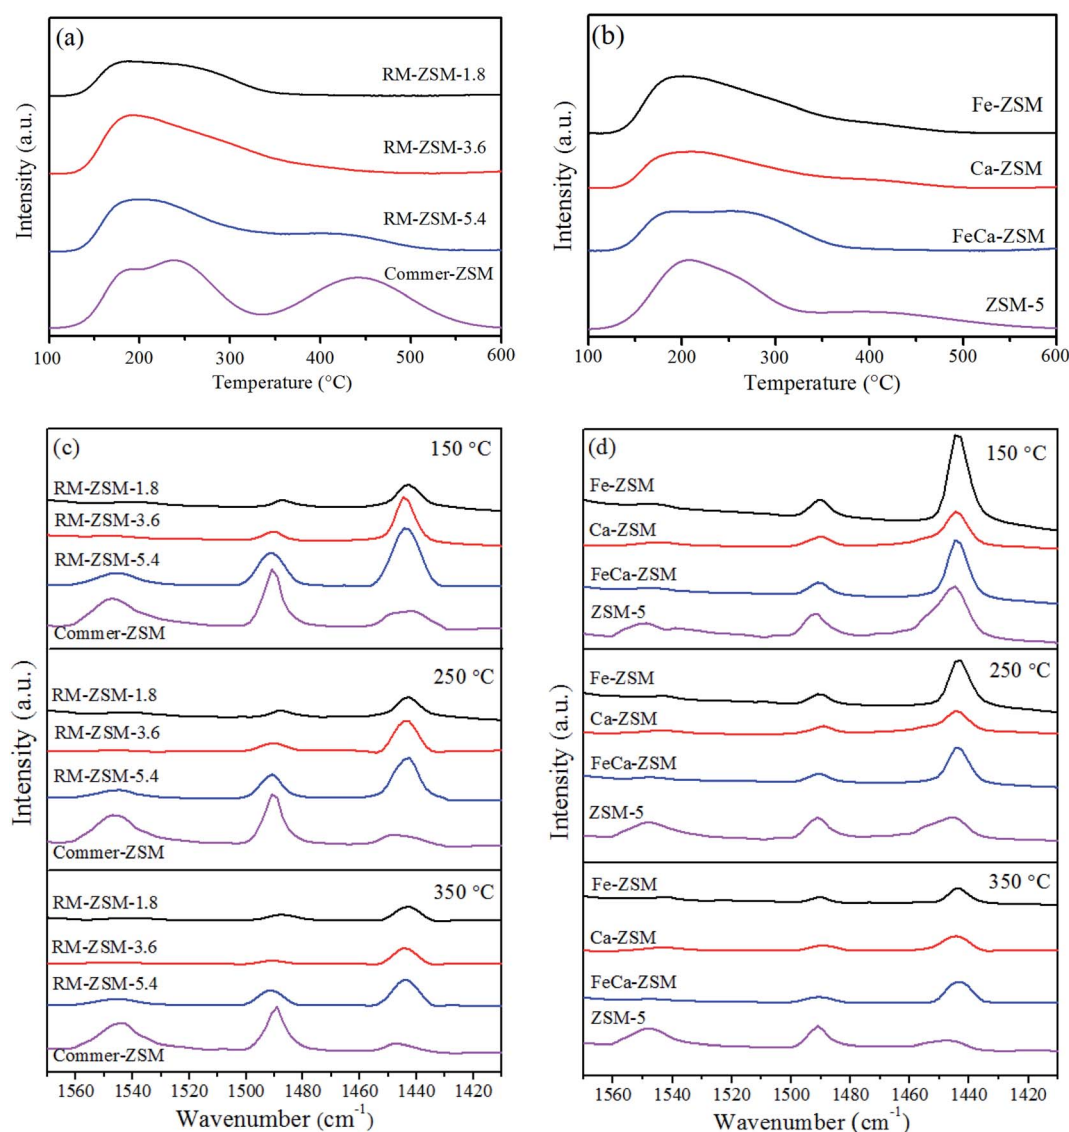 (a)
RM-ZSM-1.8
RM-ZSM-3.6
RM-ZSM-5.4
Commer-ZSM
Intensity (a.u.)
100 200 300 400 500 600
Temperature (°C)
(b)
Fe-ZSM
Ca-ZSM
FeCa-ZSM
ZSM-5
Intensity (a.u.)
100 200 300 400 500 600
Temperature (°C)
(c)
150 °C
RM-ZSM-1.8
RM-ZSM-3.6
RM-ZSM-5.4
Commer-ZSM
250 °C
RM-ZSM-1.8
RM-ZSM-3.6
RM-ZSM-5.4
Commer-ZSM
350 °C
RM-ZSM-1.8
RM-ZSM-3.6
RM-ZSM-5.4
Commer-ZSM
Intensity (a.u.)
1560 1540 1520 1500 1480 1460 1440 1420
Wavenumber (cm-1)
(d)
150 °C
Fe-ZSM
Ca-ZSM
FeCa-ZSM
ZSM-5
250 °C
Fe-ZSM
Ca-ZSM
FeCa-ZSM
ZSM-5
350 °C
Fe-ZSM
Ca-ZSM
FeCa-ZSM
ZSM-5
Intensity (a.u.)
1560 1540 1520 1500 1480 1460 1440 1420
Wavenumber (cm-1)